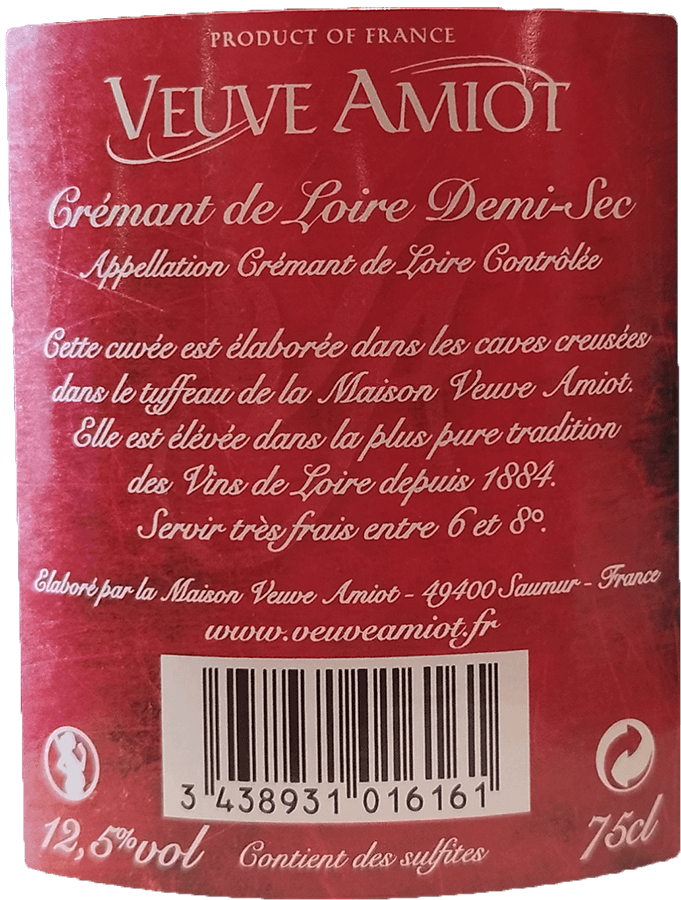 PRODUCT OF FRANCE
VEUVE AMIOT
Crémant de Loire Demi-Sec
Appellation Crémant de Loire Contrôlée
Cette cuvée est élaborée dans les caves creusées
dans le tuffeau de la Maison Veuve Amiot.
Elle est élévée dans la plus pure tradition
des Vins de Loire depuis 1884.
Servir très frais entre 6 et 8°.
Elaboré par la Maison Veuve Amiot - 49400 Saumur - France
www.veuveamiot.fr
3 438931 016161
12,5% vol
Contient des sulfites
75cl